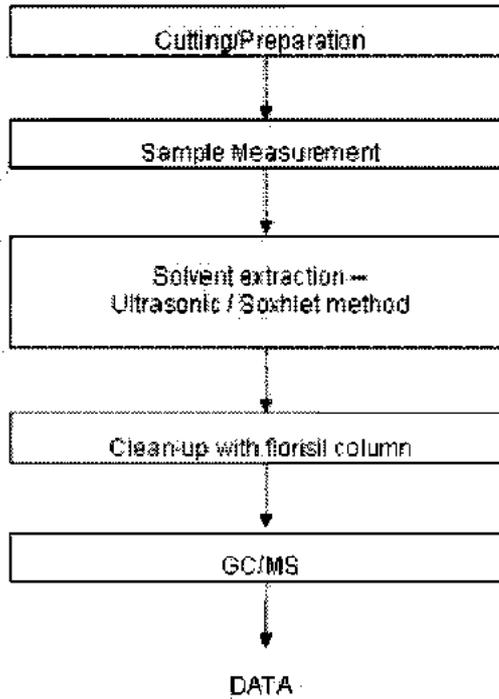 Cutting/Preparation
Sample Measurement
Solvent extraction –
Ultrasonic / Soxhlet method
Clean-up with florisil column
GC/MS
DATA